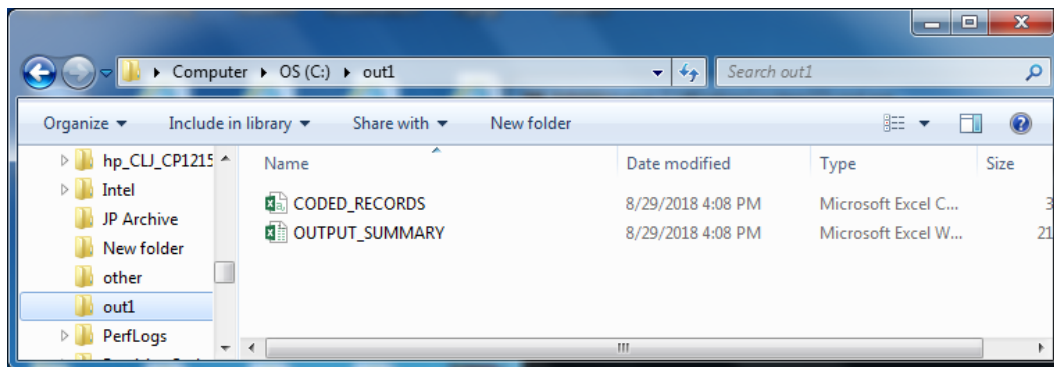 Computer ▸ OS (C:) ▸ out1
Search out1
Organize
Include in library
Share with
New folder
hp_CLJ_CP1215
Intel
JP Archive
New folder
other
out1
PerfLogs
Name Date modified Type Size
CODED_RECORDS 8/29/2018 4:08 PM Microsoft Excel C... 3
OUTPUT_SUMMARY 8/29/2018 4:08 PM Microsoft Excel W... 21